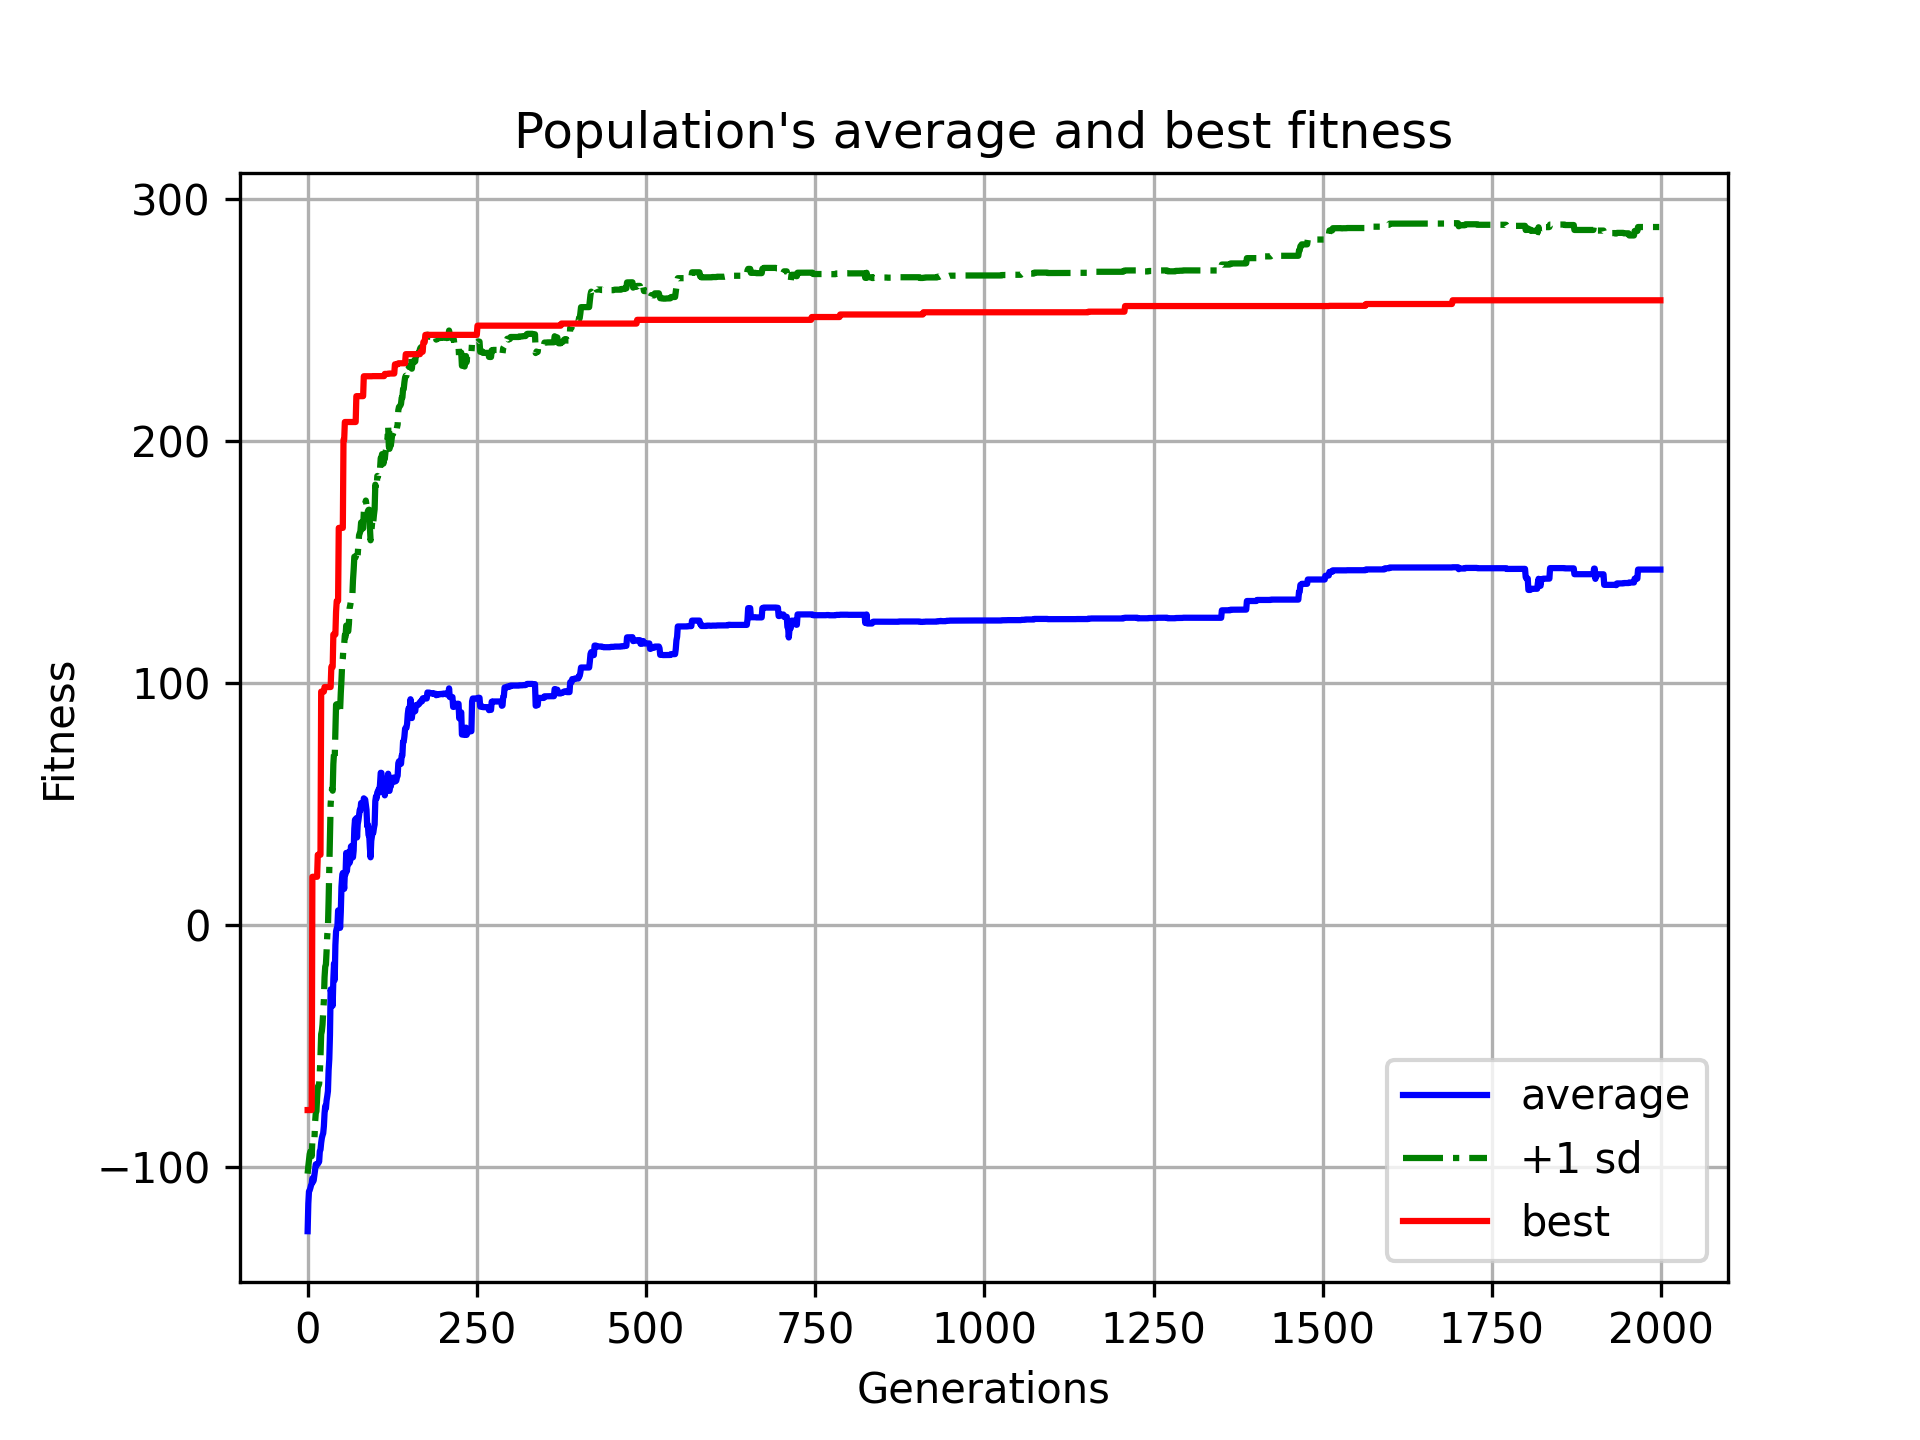 Population's average and best fitness
300
200
100
0
−100
Fitness
0 250 500 750 1000 1250 1500 1750 2000
Generations
average
+1 sd
best